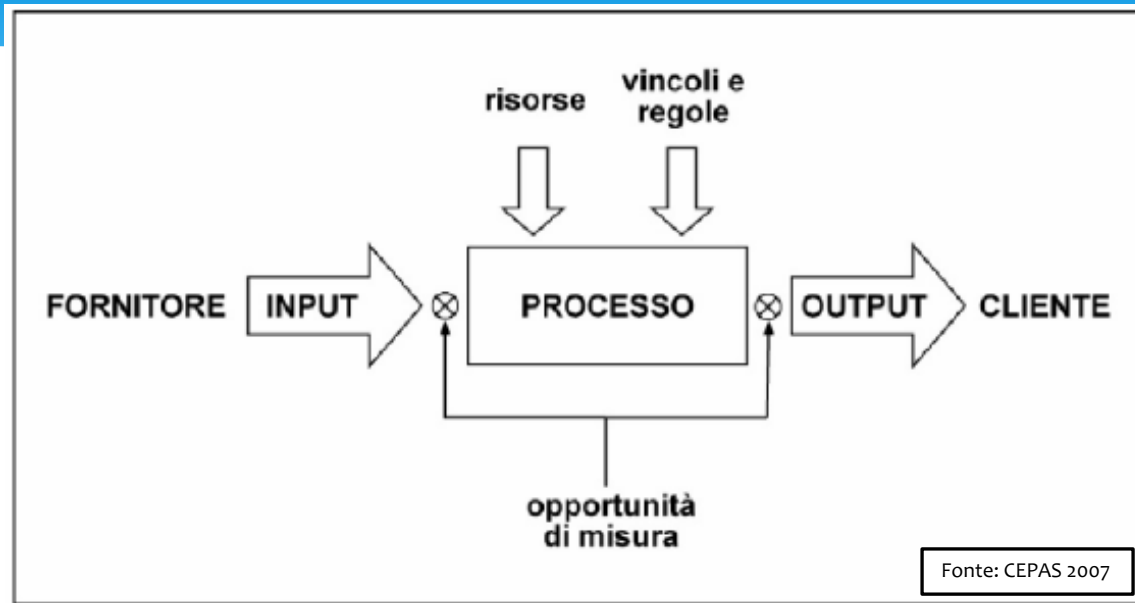 risorse
vincoli e
regole
FORNITORE
INPUT
PROCESSO
OUTPUT
CLIENTE
opportunità
di misura
Fonte: CEPAS 2007